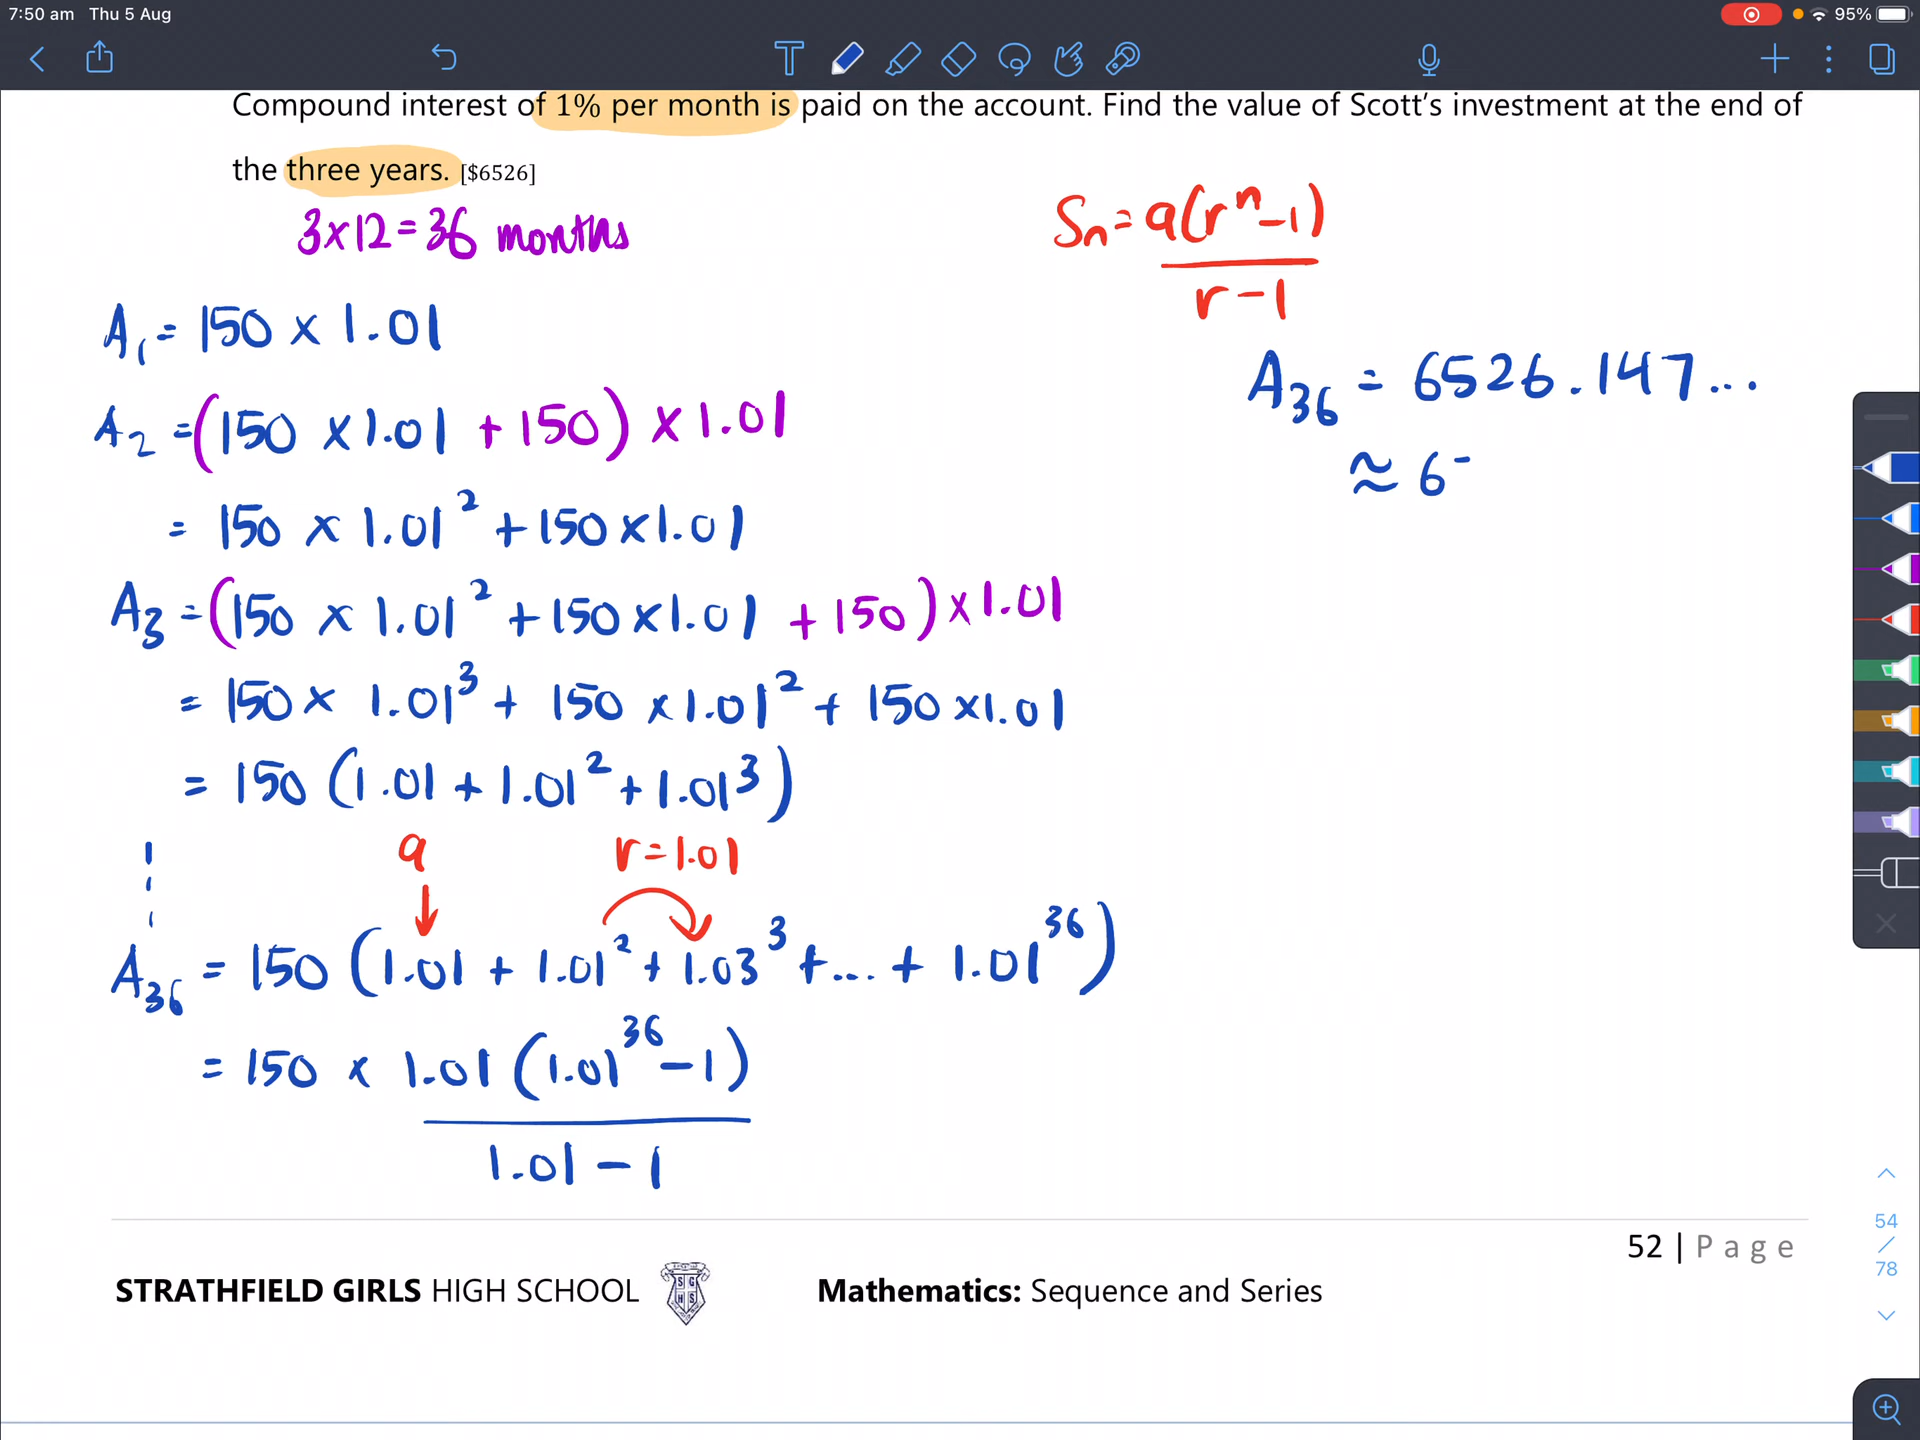 7:50 am Thu 5 Aug
95%
Compound interest of 1% per month is paid on the account. Find the value of Scott's investment at the end of
the three years. [$6526]
3 x 12 = 36 months
Sn = a(r^n - 1)
r - 1
A1 = 150 x 1.01
A36 = 6526.147...
A2 = (150 x 1.01 + 150) x 1.01
≈ 6
= 150 x 1.01^2 + 150 x 1.01
A3 = (150 x 1.01^2 + 150 x 1.01 + 150) x 1.01
= 150 x 1.01^3 + 150 x 1.01^2 + 150 x 1.01
= 150 (1.01 + 1.01^2 + 1.01^3)
a r = 1.01
A36 = 150 (1.01 + 1.01^2 + 1.03^3 + ... + 1.01^36)
= 150 x 1.01 (1.01^36 - 1)
1.01 - 1
52 | Page
54
/
78
STRATHFIELD GIRLS HIGH SCHOOL
S G
H S
Mathematics: Sequence and Series